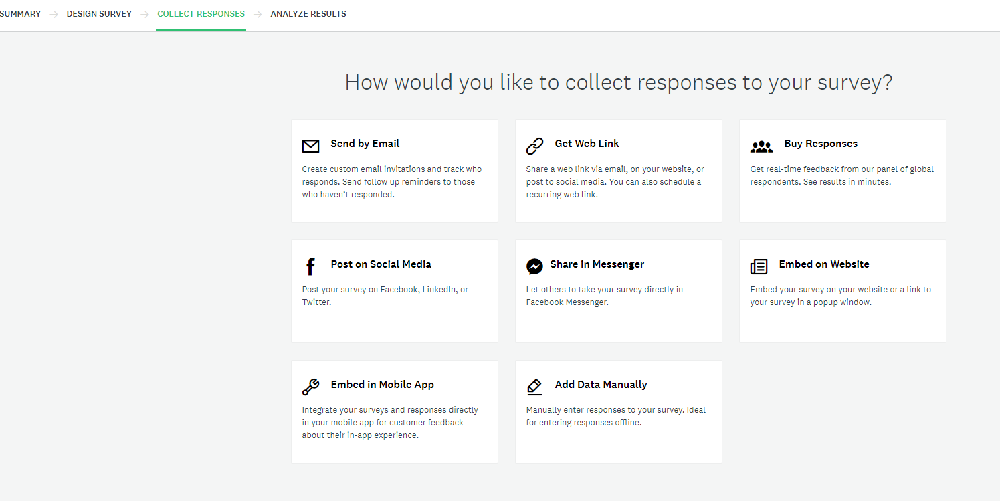 SUMMARY → DESIGN SURVEY → COLLECT RESPONSES → ANALYZE RESULTS
How would you like to collect responses to your survey?
Send by Email
Create custom email invitations and track who
responds. Send follow up reminders to those
who haven't responded.
Get Web Link
Share a web link via email, on your website, or
post to social media. You can also schedule a
recurring web link.
Buy Responses
Get real-time feedback from our panel of global
respondents. See results in minutes.
Post on Social Media
Post your survey on Facebook, LinkedIn, or
Twitter.
Share in Messenger
Let others to take your survey directly in
Facebook Messenger.
Embed on Website
Embed your survey on your website or a link to
your survey in a popup window.
Embed in Mobile App
Integrate your surveys and responses directly
in your mobile app for customer feedback
about their in-app experience.
Add Data Manually
Manually enter responses to your survey. Ideal
for entering responses offline.